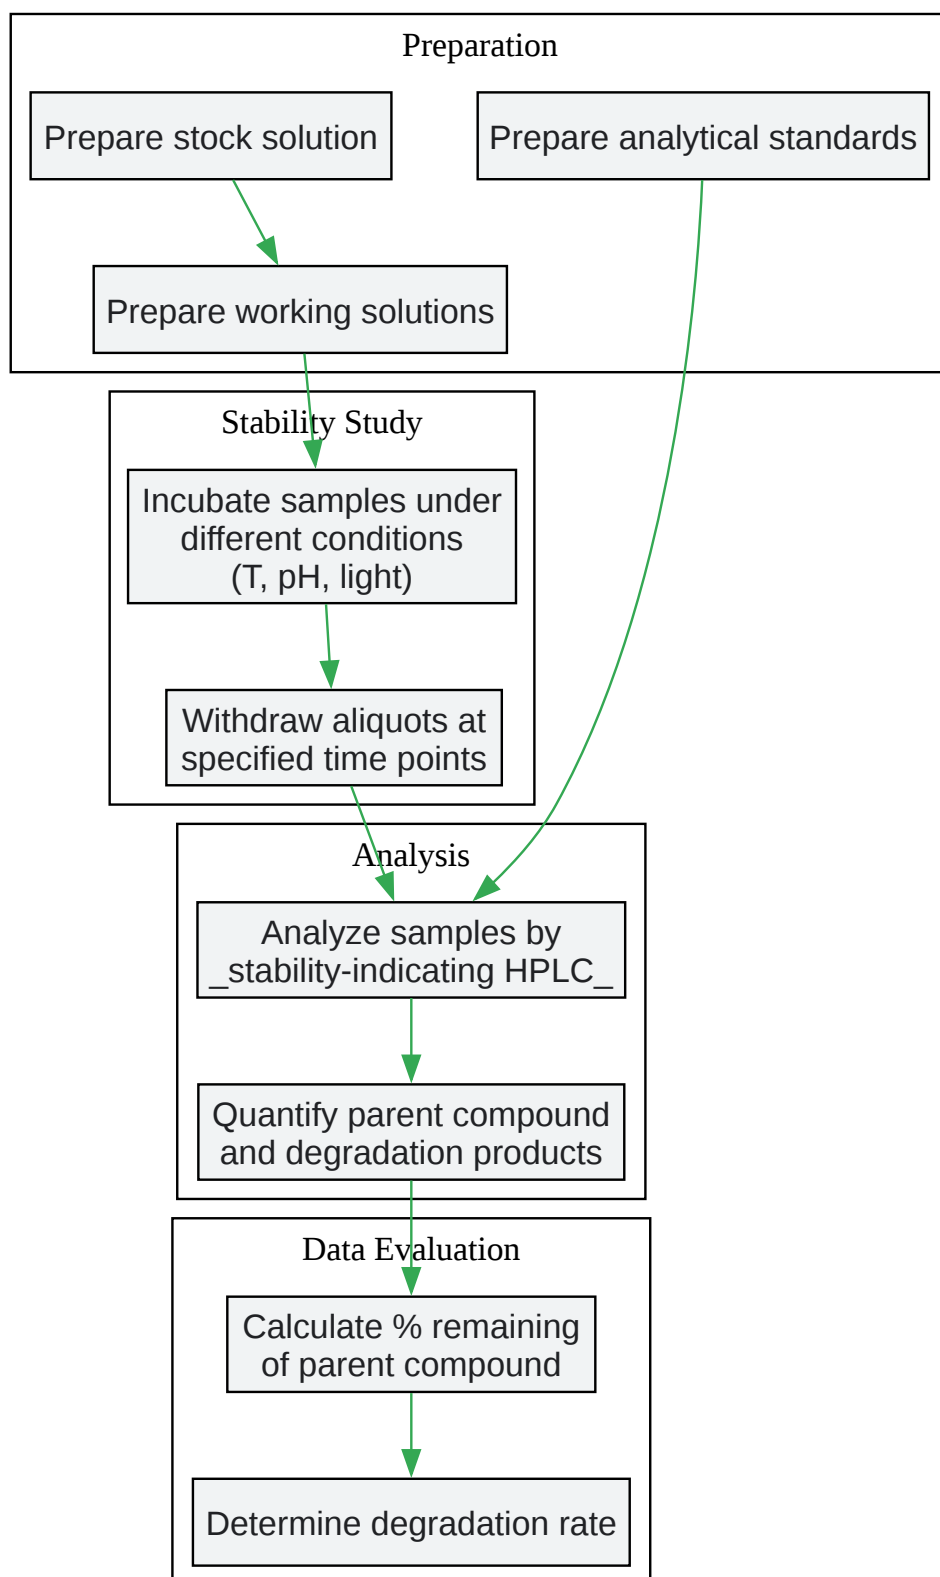 Preparation
Prepare stock solution
Prepare analytical standards
Prepare working solutions
Stability Study
Incubate samples under
different conditions
(T, pH, light)
Withdraw aliquots at
specified time points
Analysis
Analyze samples by
_stability-indicating HPLC_
Quantify parent compound
and degradation products
Data Evaluation
Calculate % remaining
of parent compound
Determine degradation rate